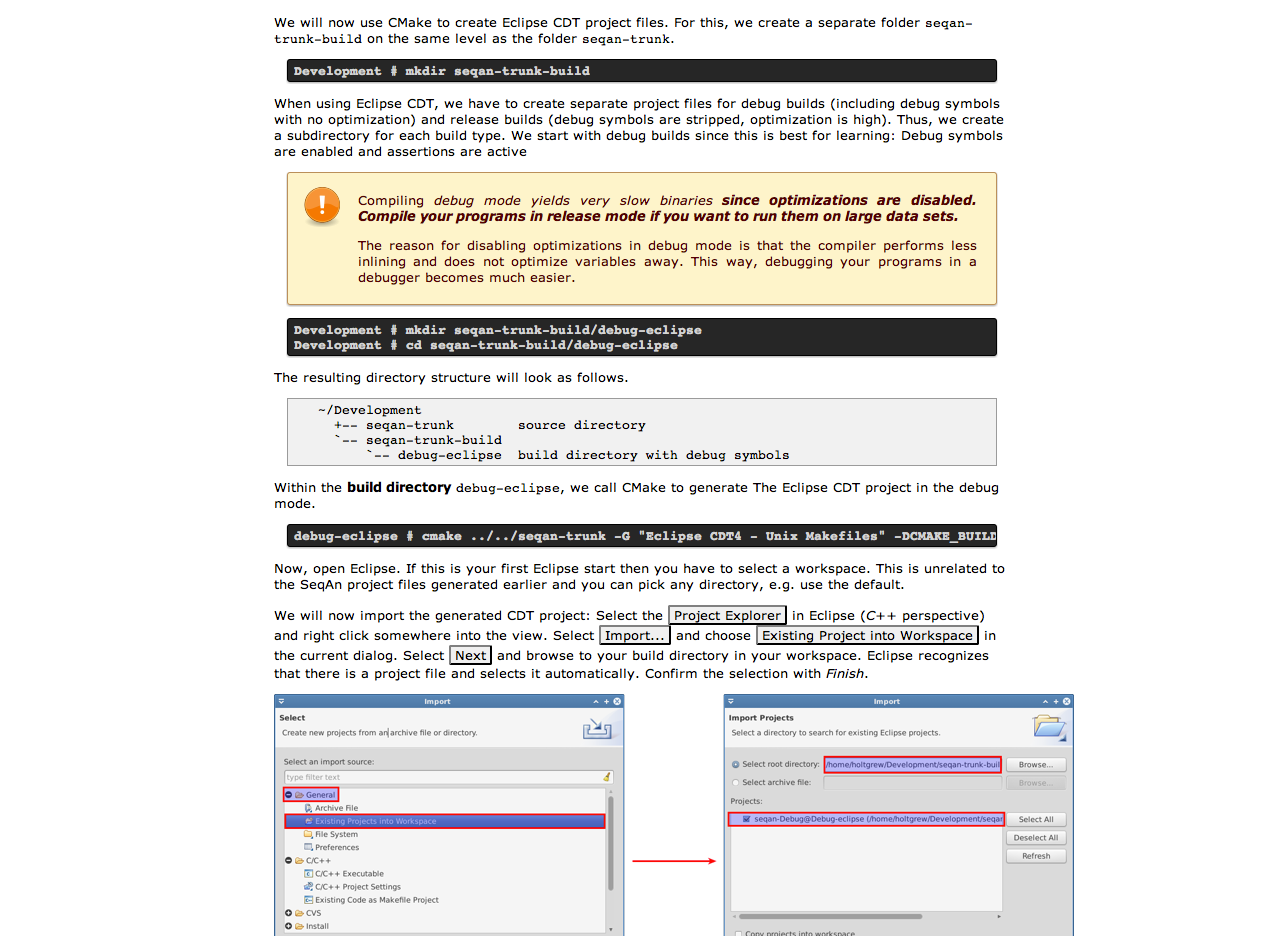 We will now use CMake to create Eclipse CDT project files. For this, we create a separate folder seqan-
trunk-build on the same level as the folder seqan-trunk.
Development # mkdir seqan-trunk-build
When using Eclipse CDT, we have to create separate project files for debug builds (including debug symbols
with no optimization) and release builds (debug symbols are stripped, optimization is high). Thus, we create
a subdirectory for each build type. We start with debug builds since this is best for learning: Debug symbols
are enabled and assertions are active
Compiling debug mode yields very slow binaries since optimizations are disabled.
Compile your programs in release mode if you want to run them on large data sets.
The reason for disabling optimizations in debug mode is that the compiler performs less
inlining and does not optimize variables away. This way, debugging your programs in a
debugger becomes much easier.
Development # mkdir seqan-trunk-build/debug-eclipse
Development # cd seqan-trunk-build/debug-eclipse
The resulting directory structure will look as follows.
~/Development
+-- seqan-trunk source directory
`-- seqan-trunk-build
`-- debug-eclipse build directory with debug symbols
Within the build directory debug-eclipse, we call CMake to generate The Eclipse CDT project in the debug
mode.
debug-eclipse # cmake ../../seqan-trunk -G "Eclipse CDT4 - Unix Makefiles" -DCMAKE_BUILD
Now, open Eclipse. If this is your first Eclipse start then you have to select a workspace. This is unrelated to
the SeqAn project files generated earlier and you can pick any directory, e.g. use the default.
We will now import the generated CDT project: Select the Project Explorer in Eclipse (C++ perspective)
and right click somewhere into the view. Select Import... and choose Existing Project into Workspace in
the current dialog. Select Next and browse to your build directory in your workspace. Eclipse recognizes
that there is a project file and selects it automatically. Confirm the selection with Finish.
Import
Select
Create new projects from an archive file or directory.
Select an import source:
type filter text
General
Archive File
Existing Projects into Workspace
File System
Preferences
C/C++
C/C++ Executable
C/C++ Project Settings
Existing Code as Makefile Project
CVS
Install
Import
Import Projects
Select a directory to search for existing Eclipse projects.
Select root directory: /home/holtgrew/Development/seqan-trunk-buil Browse...
Select archive file: Browse...
Projects:
seqan-Debug@Debug-eclipse (/home/holtgrew/Development/seqan Select All
Deselect All
Refresh
Copy projects into workspace